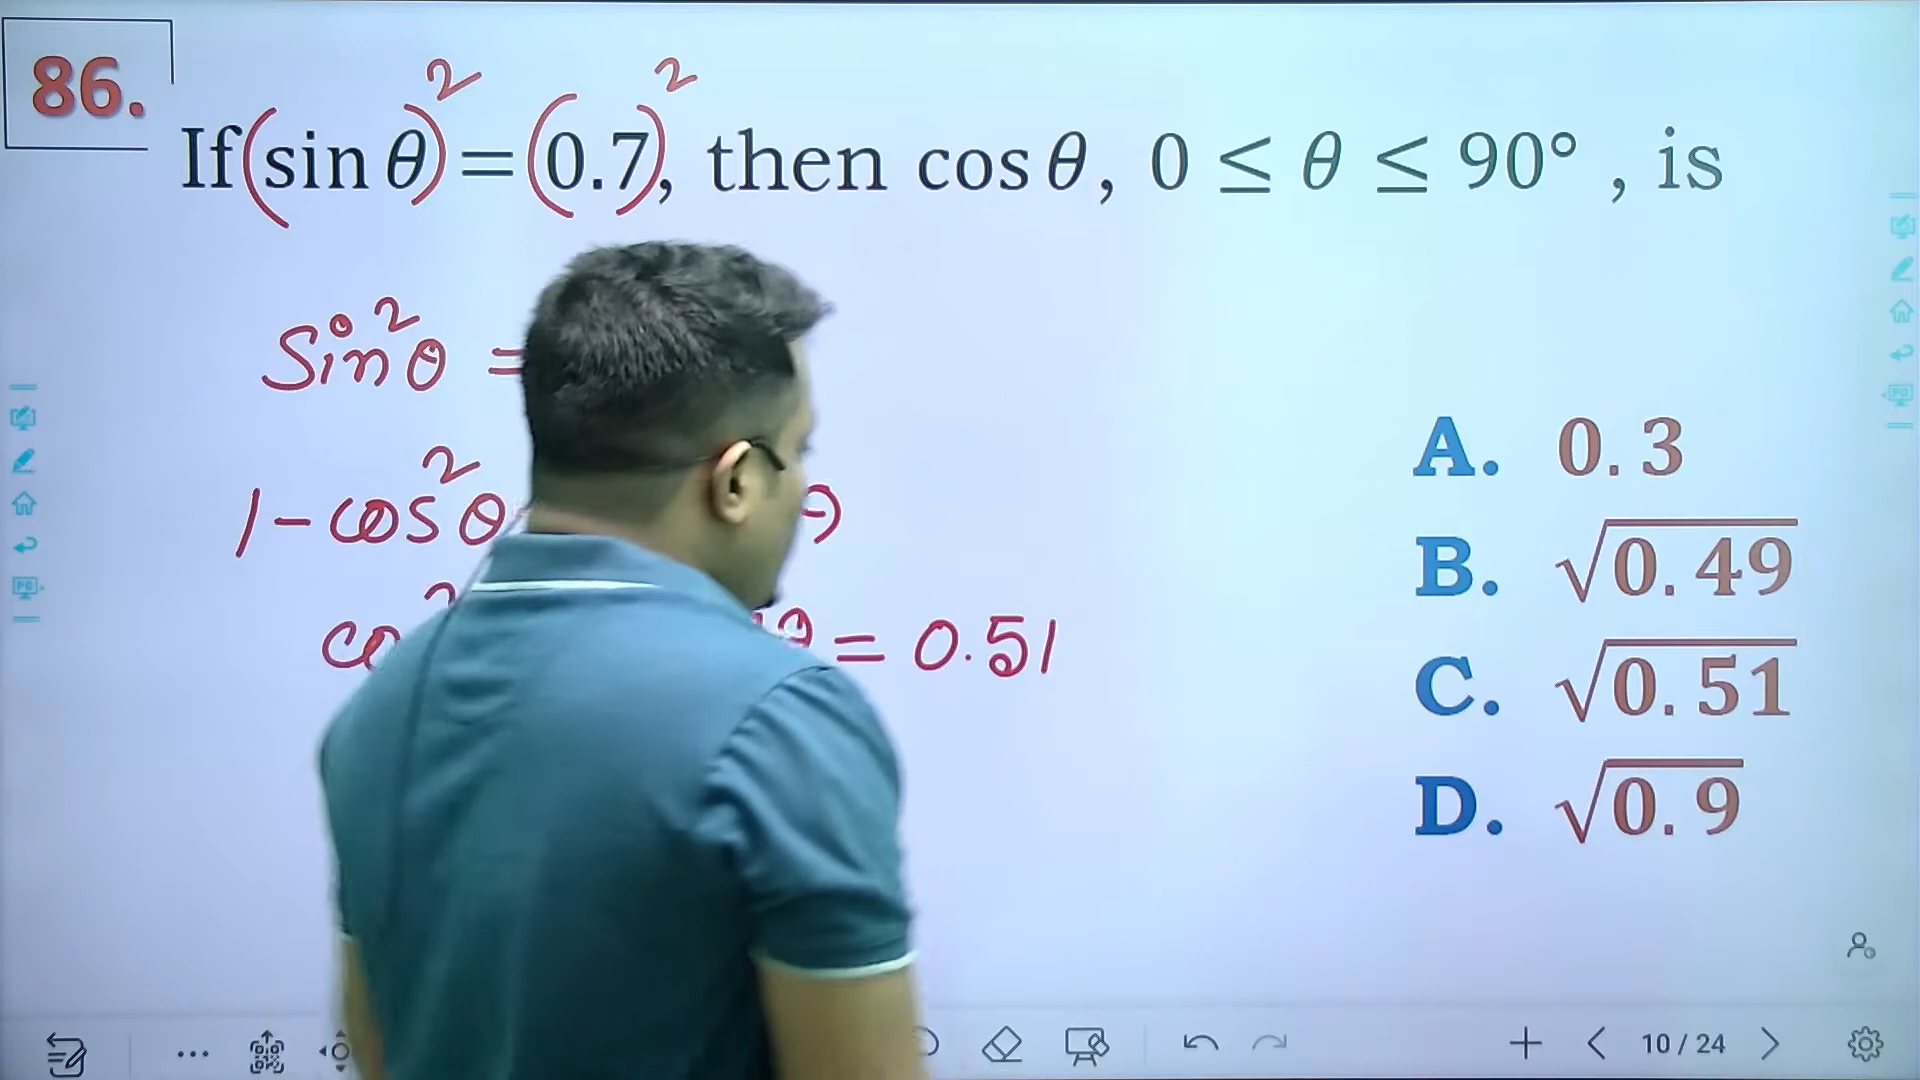 86.
If (sin θ)² = (0.7)², then cos θ, 0 ≤ θ ≤ 90° , is
Sin²θ =
1 - cos²θ
= 0.51
A. 0.3
B. √0.49
C. √0.51
D. √0.9
10 / 24